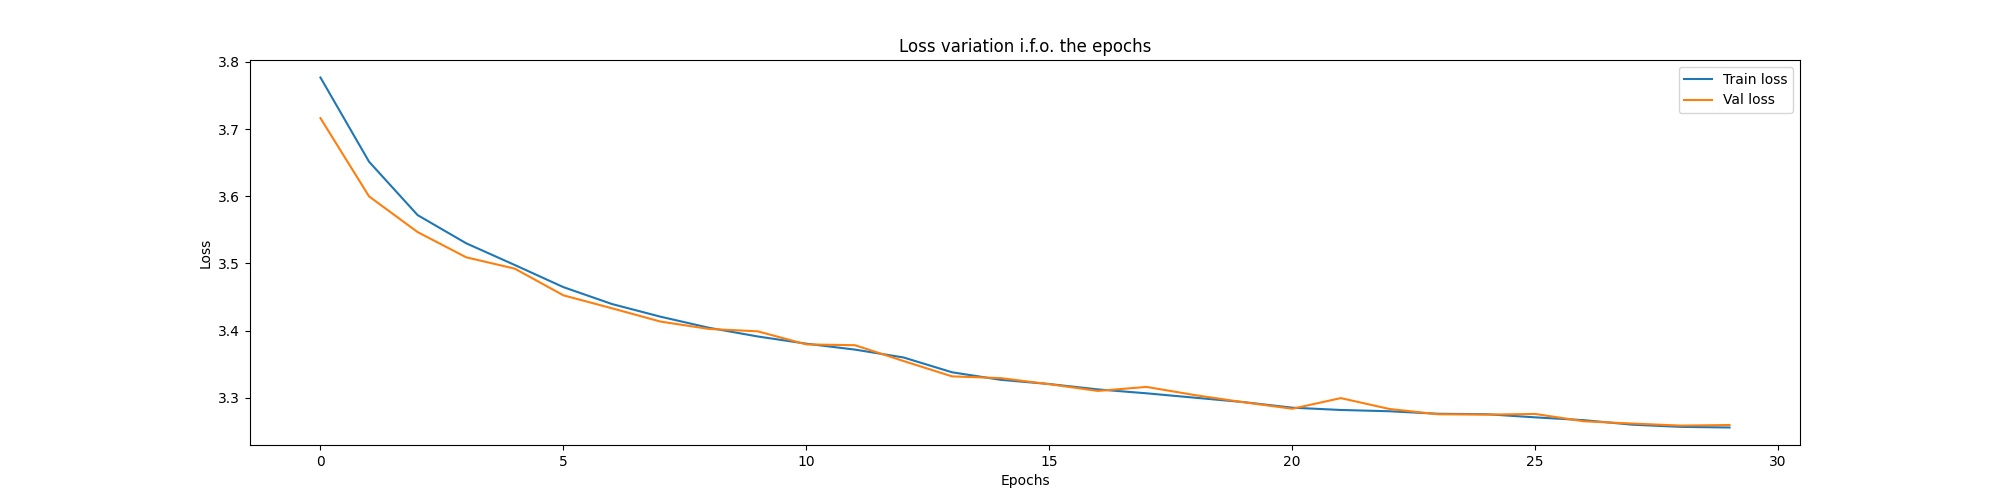 Loss variation i.f.o. the epochs
Train loss
Val loss
Loss
3.8
3.7
3.6
3.5
3.4
3.3
0 5 10 15 20 25 30
Epochs